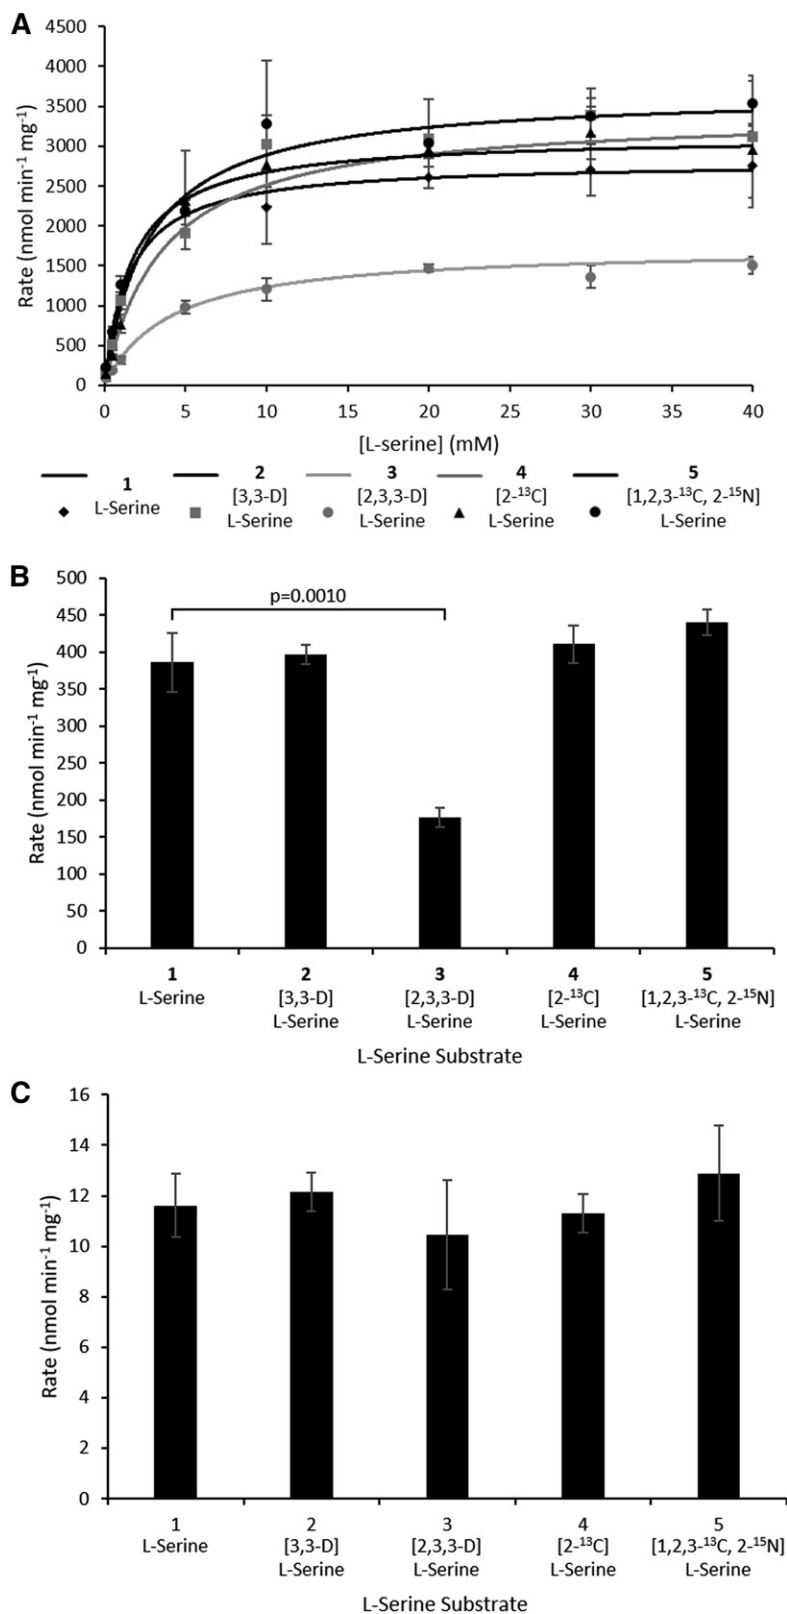 A
4500
4000
3500
3000
2500
2000
1500
1000
500
0
Rate (nmol min⁻¹ mg⁻¹)
0 5 10 15 20 25 30 35 40
[L-serine] (mM)
1 2 3 4 5
L-Serine [3,3-D] [2,3,3-D] [2-¹³C] [1,2,3-¹³C, 2-¹⁵N]
L-Serine L-Serine L-Serine L-Serine
B
500
450
400
350
300
250
200
150
100
50
0
Rate (nmol min⁻¹ mg⁻¹)
p=0.0010
1 2 3 4 5
L-Serine [3,3-D] [2,3,3-D] [2-¹³C] [1,2,3-¹³C, 2-¹⁵N]
L-Serine L-Serine L-Serine L-Serine
L-Serine Substrate
C
16
14
12
10
8
6
4
2
0
Rate (nmol min⁻¹ mg⁻¹)
1 2 3 4 5
L-Serine [3,3-D] [2,3,3-D] [2-¹³C] [1,2,3-¹³C, 2-¹⁵N]
L-Serine L-Serine L-Serine L-Serine
L-Serine Substrate